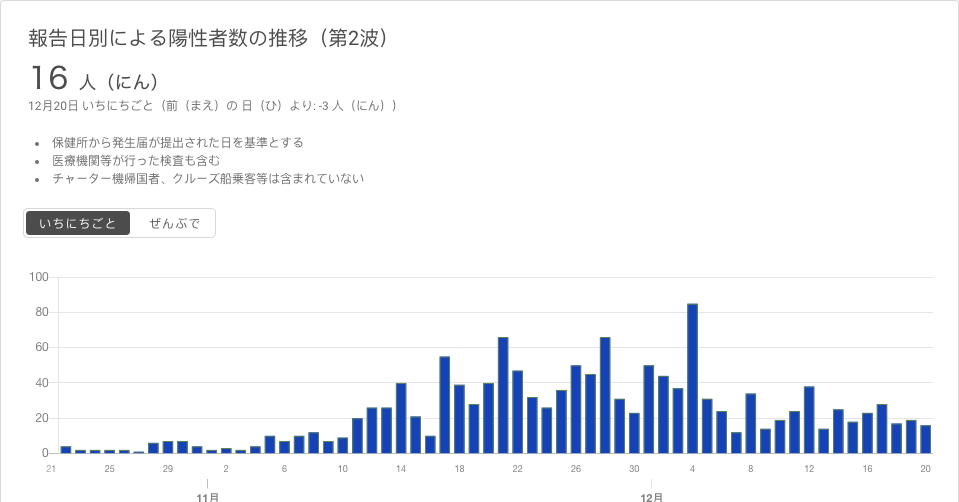 報告日別による陽性者数の推移（第2波）
16 人（にん）
12月20日 いちにちごと（前（まえ）の 日（ひ）より: -3 人（にん））
保健所から発生届が提出された日を基準とする
医療機関等が行った検査も含む
チャーター機帰国者、クルーズ船乗客等は含まれていない
いちにちごと ぜんぶで
100
80
60
40
20
0
21 25 29 2 6 10 14 18 22 26 30 4 8 12 16 20
11月 12月